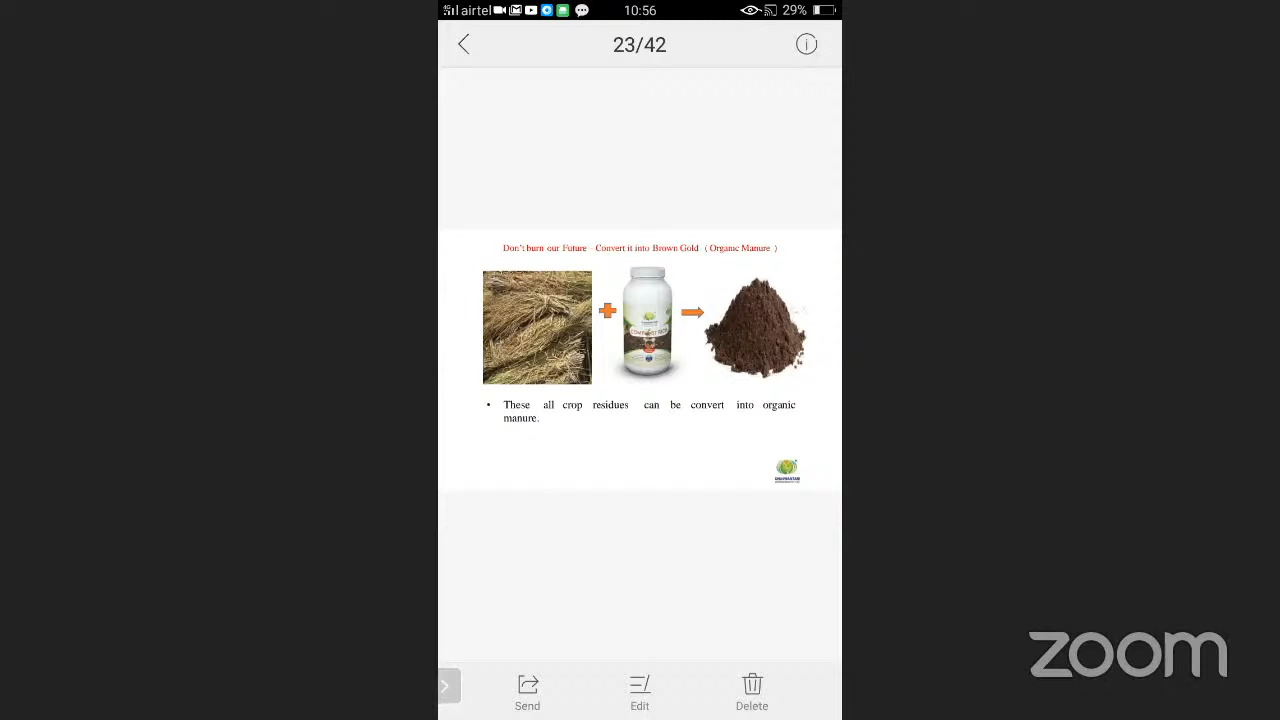 4G airtel 10:56 29%
23/42
Don't burn our Future – Convert it into Brown Gold ( Organic Manure )
• These all crop residues can be convert into organic
manure.
Send Edit Delete
zoom